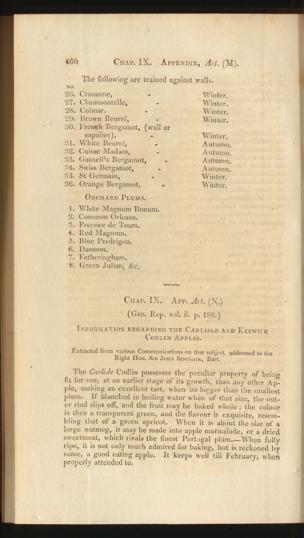 460 CHAP. IX. APPENDIX, Art. (M).
The following are trained against walls.
NO.
26. Crasanne, - Winter.
27. Chaumontelle, - Winter.
28. Colmar. - Winter.
29. Brown Beurré, - Winter.
30. French Bergamot, (wall or
espalier), - Winter.
31. White Beurré, - Autumn.
32. Cuisse Madam, - Autumn.
33. Gansell's Bergamot, - Autumn.
34. Swiss Bergamot, - Autumn.
35. St Germain, - Winter.
36. Orange Bergamot, - Winter.
ORCHARD PLUMS.
1. White Magnum Bonum.
2. Common Orleans.
3. Precoce de Tours.
4. Red Magnum.
5. Blue Perdrigon.
6. Damson.
7. Fotheringham.
8. Green Julian, &c.
CHAP. IX. APP. Art. (N.)
(Gen. Rep. vol. ii. p. 188.)
INFORMATION REGARDING THE CARLISLE AND KESWICK
CODLIN APPLES.
Extracted from various Communications on that subject, addressed to the
Right Hon. SIR JOHN SINCLAIR, Bart.
The Carlisle Codlin possesses the peculiar property of being
fit for use, at an earlier stage of its growth, than any other Ap-
ple, making an excellent tart, when no bigger than the smallest
plum. If blanched in boiling water when of that size, the out-
er rind slips off, and the fruit may be baked whole; the colour
is then a transparent green, and the flavour is exquisite, resem-
bling that of a green apricot. When it is about the size of a
large nutmeg, it may be made into apple marmalade, or a dried
sweetment, which rivals the finest Portugal plum.—When fully
ripe, it is not only much admired for baking, but is reckoned by
some, a good eating apple. It keeps well till February, when
properly attended to.